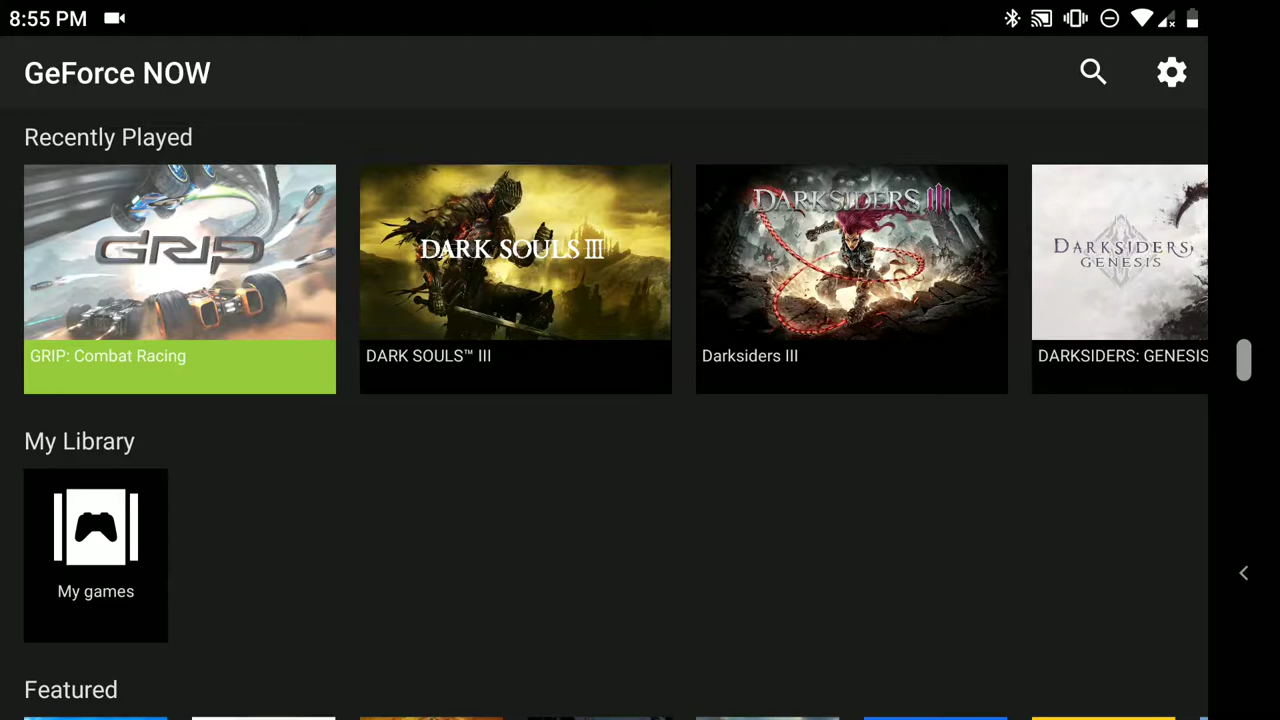 8:55 PM
GeForce NOW
Recently Played
GRIP
DARK SOULS III
DARKSIDERS III
DARKSIDERS
GENESIS
GRIP: Combat Racing
DARK SOULS™ III
Darksiders III
DARKSIDERS: GENESIS
My Library
My games
Featured